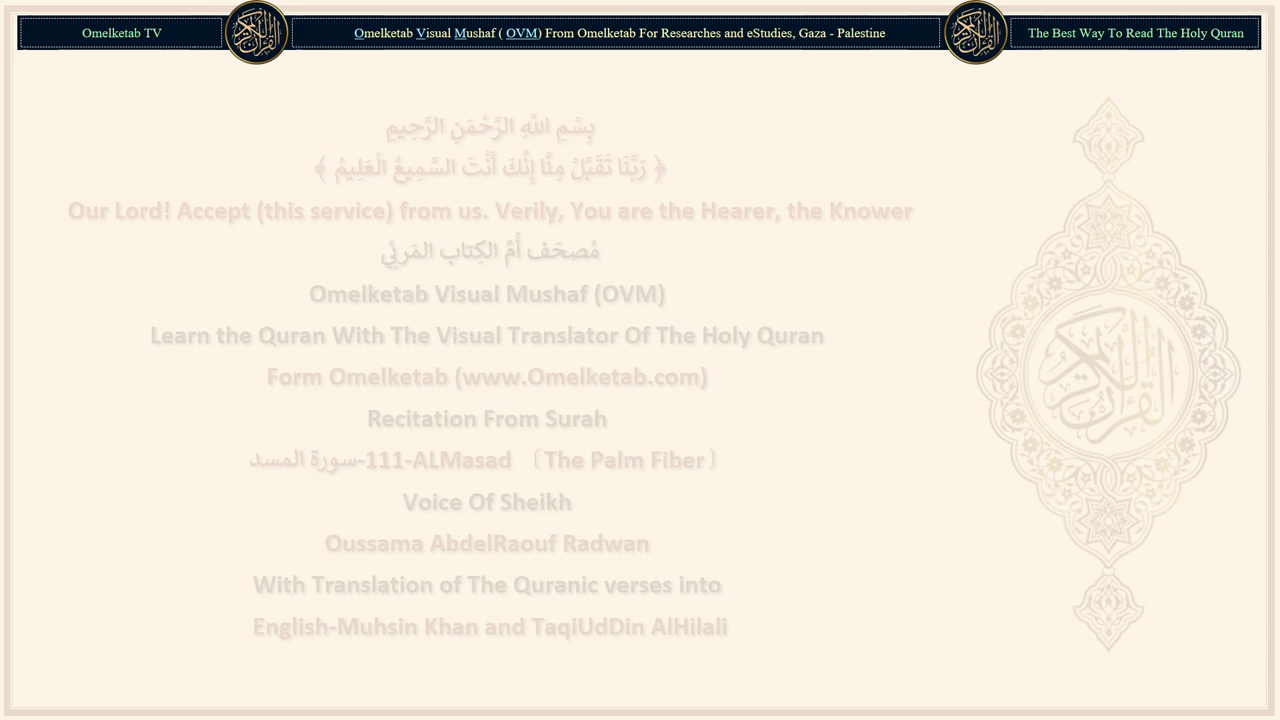 Omelketab TV
Omelketab Visual Mushaf ( OVM) From Omelketab For Researches and eStudies, Gaza - Palestine
The Best Way To Read The Holy Quran
بِسْمِ اللَّهِ الرَّحْمَنِ الرَّحِيمِ
﴿ رَبَّنَا تَقَبَّلْ مِنَّا إِنَّكَ أَنْتَ السَّمِيعُ الْعَلِيمُ ﴾
Our Lord! Accept (this service) from us. Verily, You are the Hearer, the Knower
مُصحَف أُمِّ الكِتابِ المَرئِي
Omelketab Visual Mushaf (OVM)
Learn the Quran With The Visual Translator Of The Holy Quran
Form Omelketab (www.Omelketab.com)
Recitation From Surah
سورة المسد-111-ALMasad 〔The Palm Fiber〕
Voice Of Sheikh
Oussama AbdelRaouf Radwan
With Translation of The Quranic verses into
English-Muhsin Khan and TaqiUdDin AlHilali
القرآن الكريم